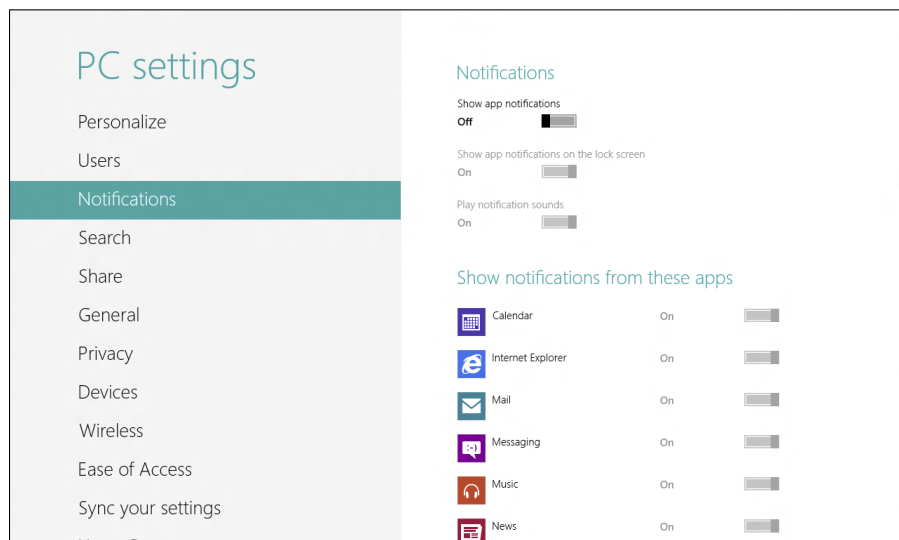 PC settings
Personalize
Users
Notifications
Search
Share
General
Privacy
Devices
Wireless
Ease of Access
Sync your settings
Notifications
Show app notifications
Off
Show app notifications on the lock screen
On
Play notification sounds
On
Show notifications from these apps
Calendar On
Internet Explorer On
Mail On
Messaging On
Music On
News On